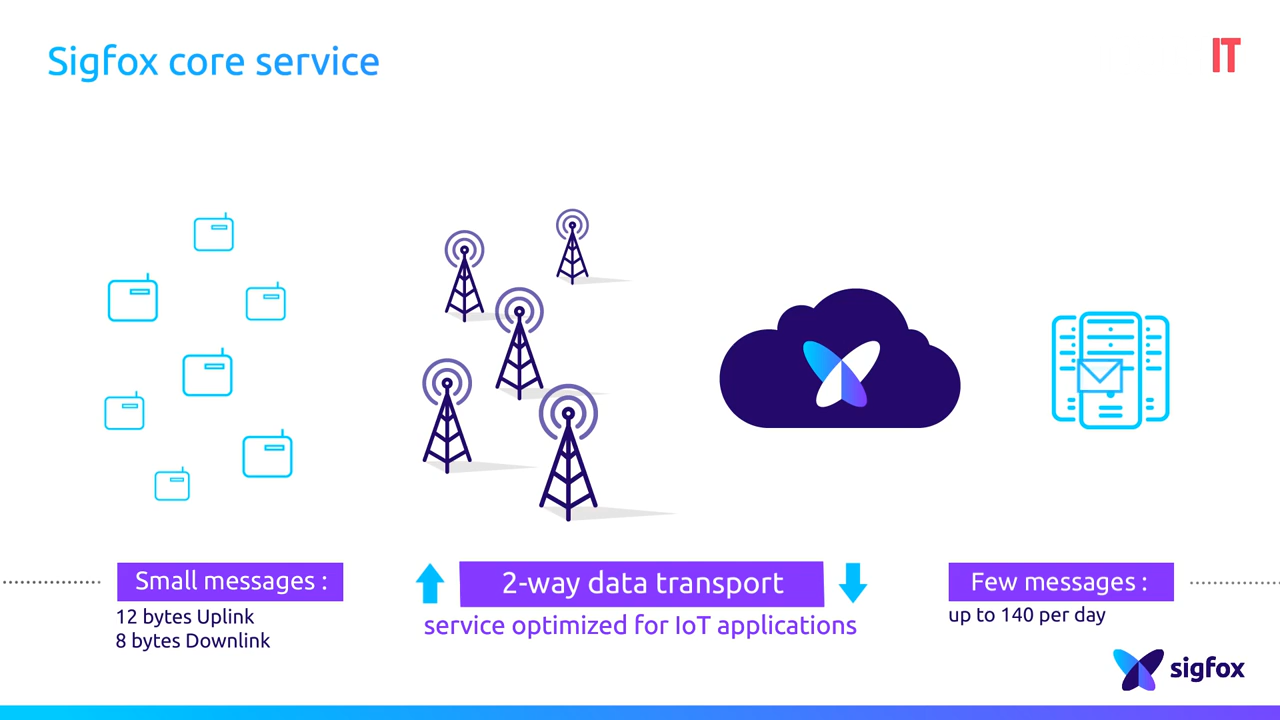 Sigfox core service
IT
Small messages :
12 bytes Uplink
8 bytes Downlink
2-way data transport
service optimized for IoT applications
Few messages :
up to 140 per day
sigfox